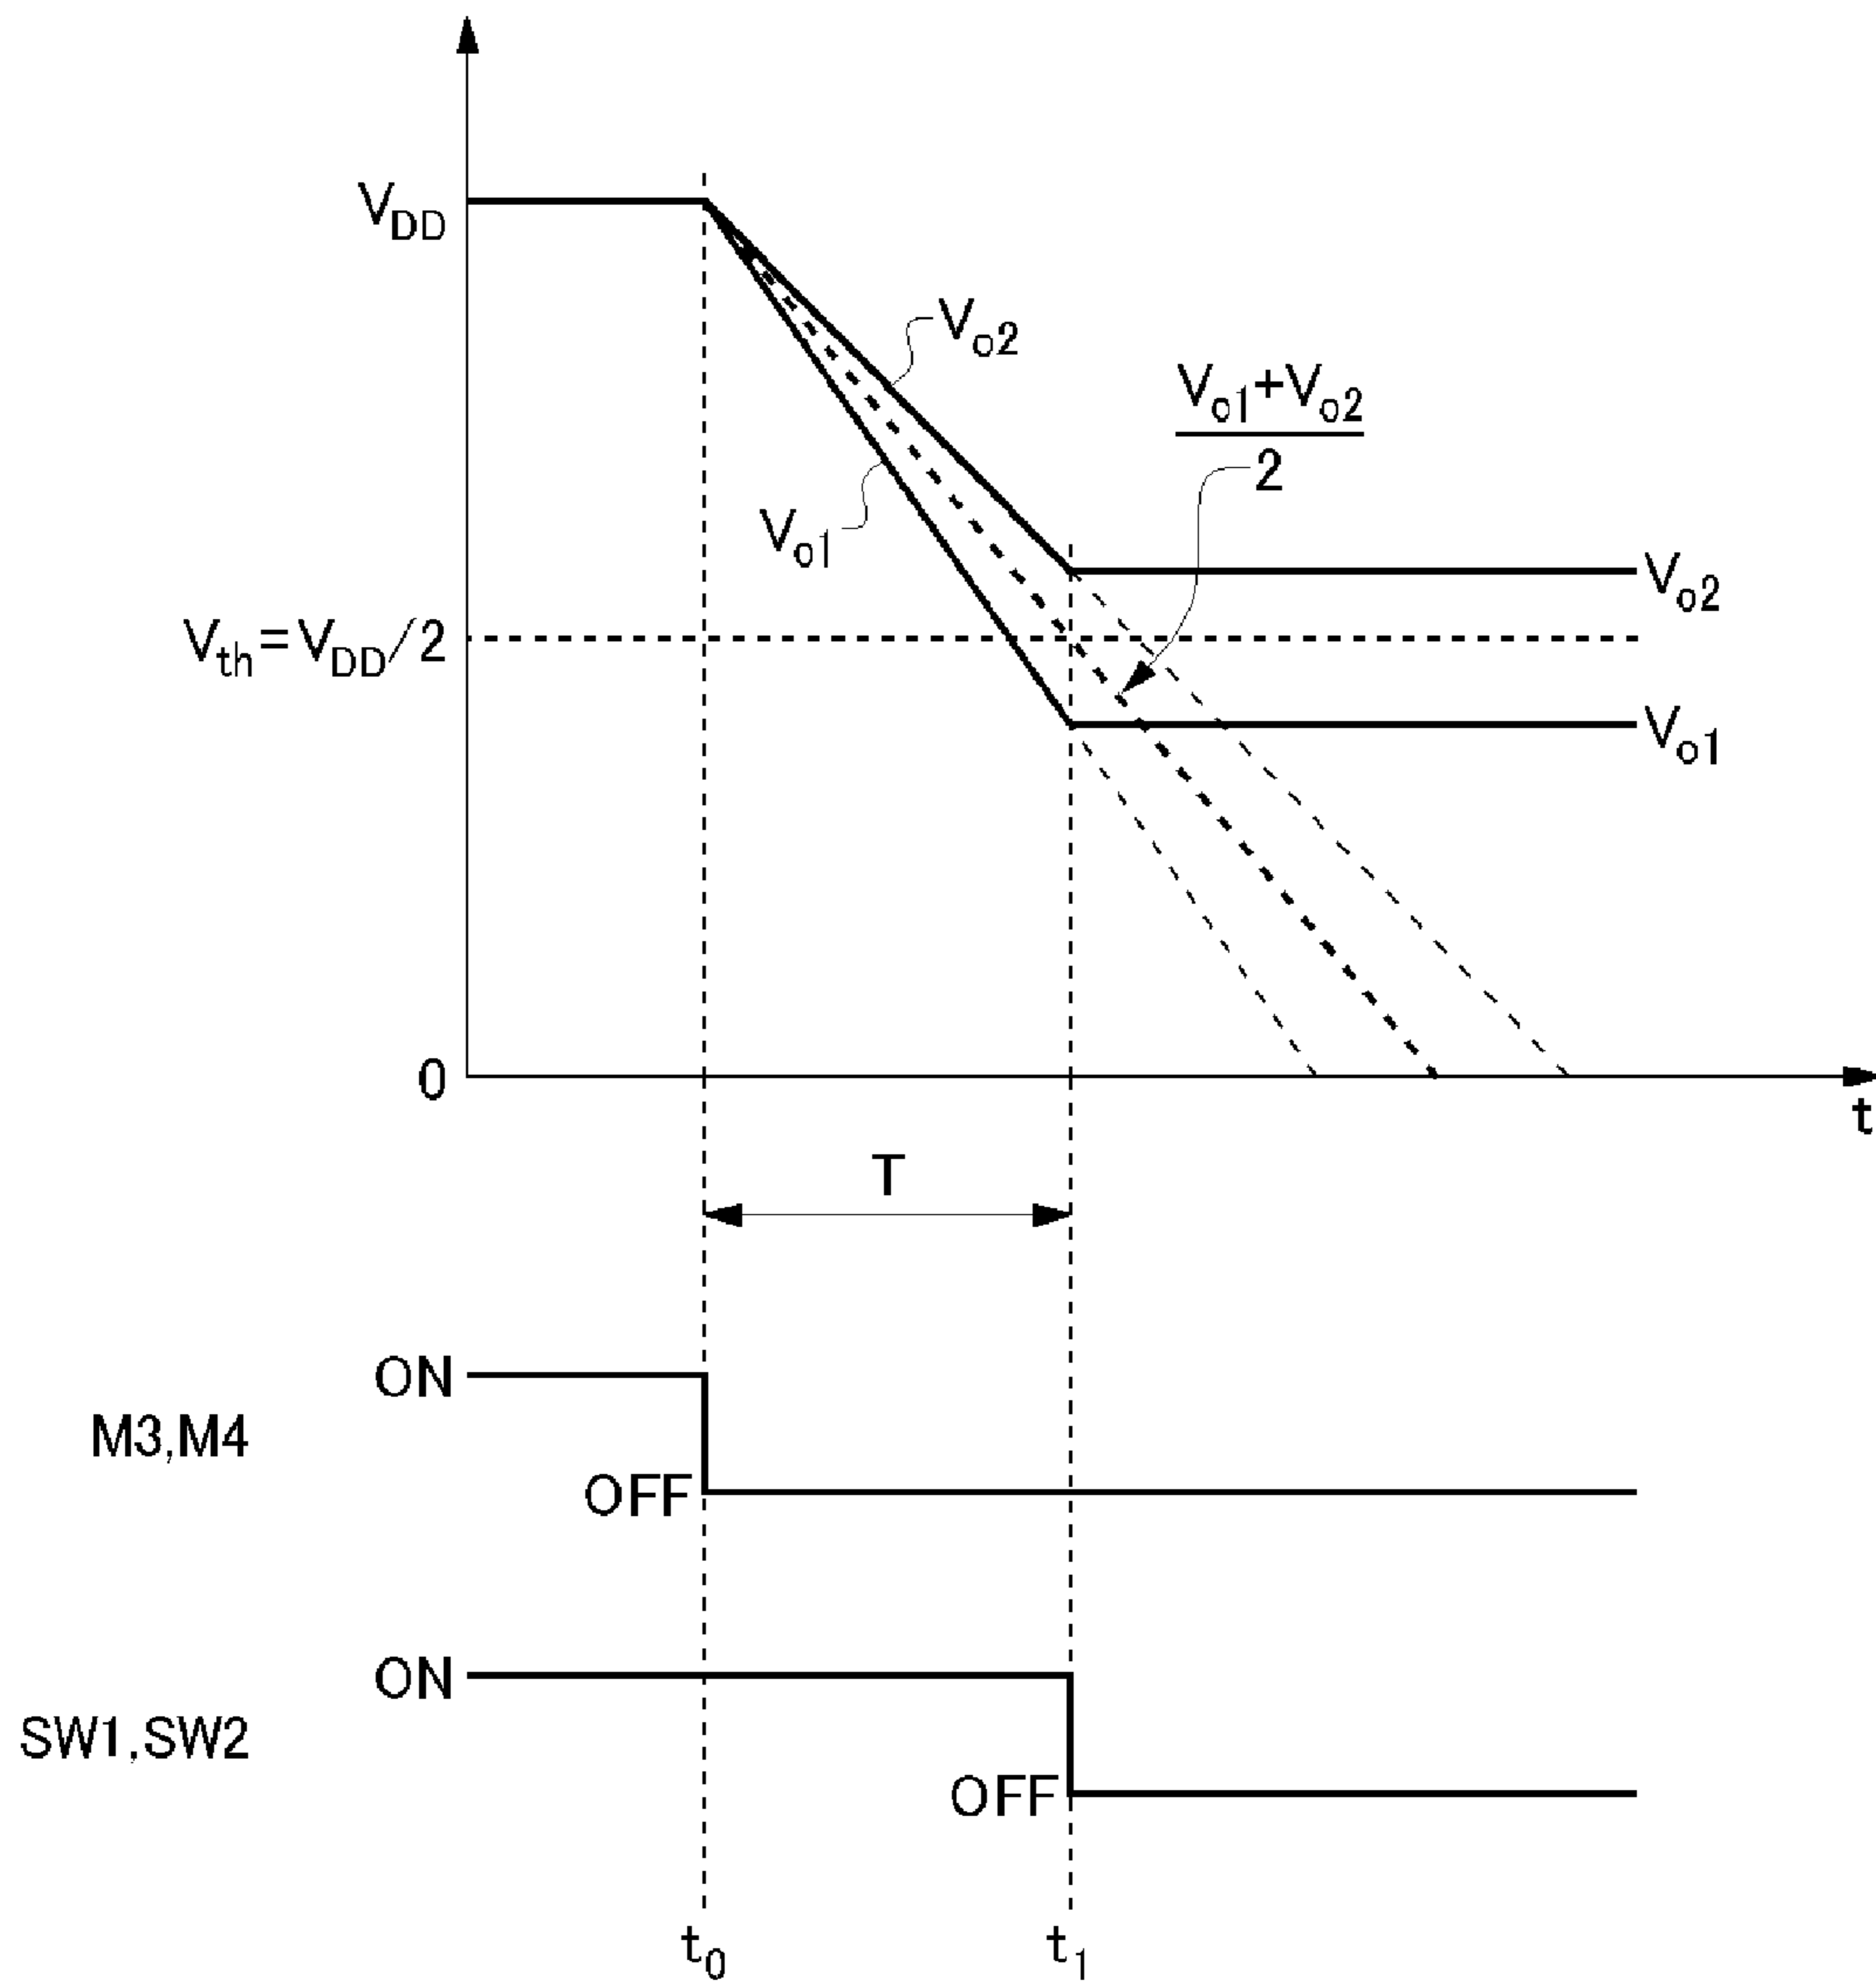 V_DD
V_o2
V_o1+V_o2
2
V_o1
V_o2
V_th=V_DD/2
V_o1
0
t
T
ON
M3,M4
OFF
ON
SW1,SW2
OFF
t_0
t_1